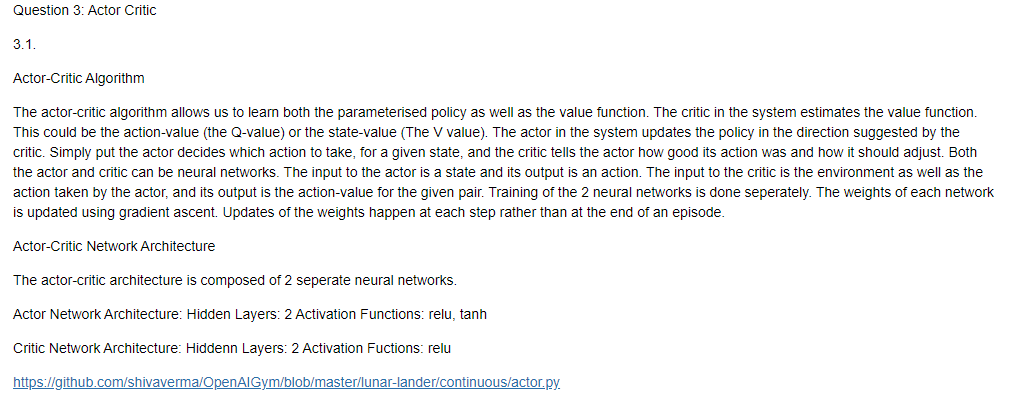 Question 3: Actor Critic
3.1.
Actor-Critic Algorithm
The actor-critic algorithm allows us to learn both the parameterised policy as well as the value function. The critic in the system estimates the value function.
This could be the action-value (the Q-value) or the state-value (The V value). The actor in the system updates the policy in the direction suggested by the
critic. Simply put the actor decides which action to take, for a given state, and the critic tells the actor how good its action was and how it should adjust. Both
the actor and critic can be neural networks. The input to the actor is a state and its output is an action. The input to the critic is the environment as well as the
action taken by the actor, and its output is the action-value for the given pair. Training of the 2 neural networks is done seperately. The weights of each network
is updated using gradient ascent. Updates of the weights happen at each step rather than at the end of an episode.
Actor-Critic Network Architecture
The actor-critic architecture is composed of 2 seperate neural networks.
Actor Network Architecture: Hidden Layers: 2 Activation Functions: relu, tanh
Critic Network Architecture: Hiddenn Layers: 2 Activation Fuctions: relu
https://github.com/shivaverma/OpenAIGym/blob/master/lunar-lander/continuous/actor.py